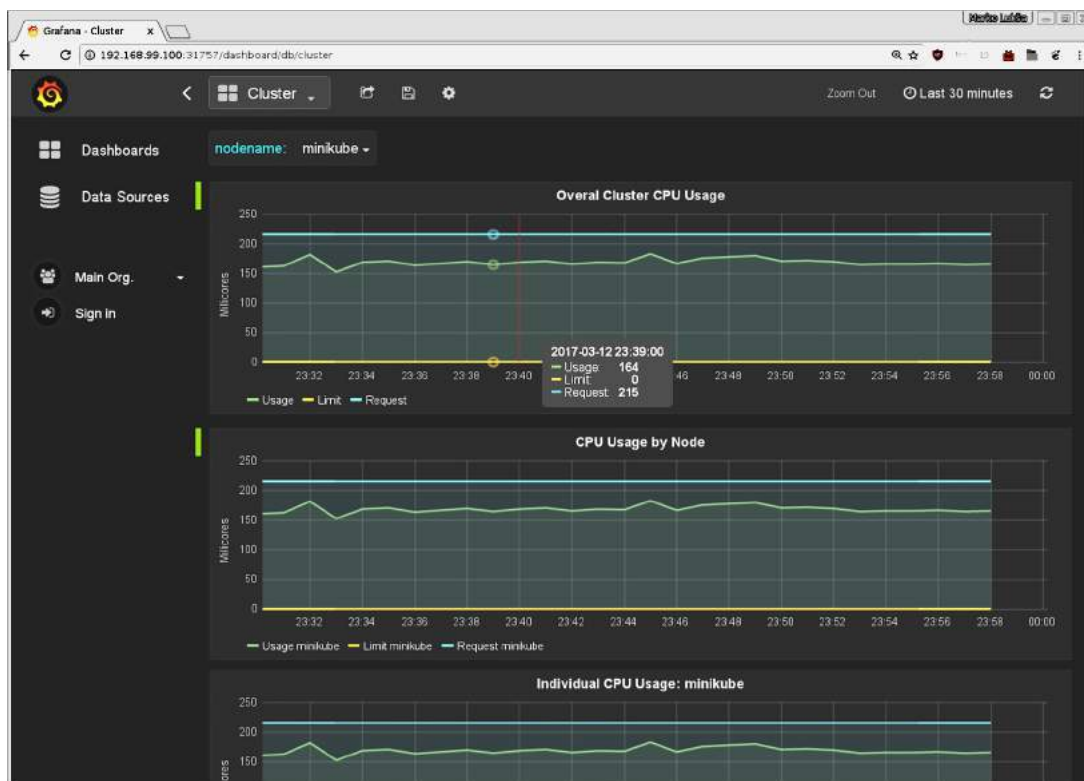 Marko Lukša
Grafana - Cluster x
192.168.99.100:31757/dashboard/db/cluster
Cluster Zoom Out Last 30 minutes
Dashboards
Data Sources
Main Org.
Sign in
nodename: minikube
Overal Cluster CPU Usage
250
200
150
100
50
0
Millicores
23:32 23:34 23:36 23:38 23:40 46 23:48 23:50 23:52 23:54 23:56 23:58 00:00
2017-03-12 23:39:00
Usage: 164
Limit: 0
Request: 215
Usage Limit Request
CPU Usage by Node
250
200
150
100
50
0
Millicores
23:32 23:34 23:36 23:38 23:40 23:42 23:44 23:46 23:48 23:50 23:52 23:54 23:56 23:58 00:00
Usage minikube Limit minikube Request minikube
Individual CPU Usage: minikube
250
200
150